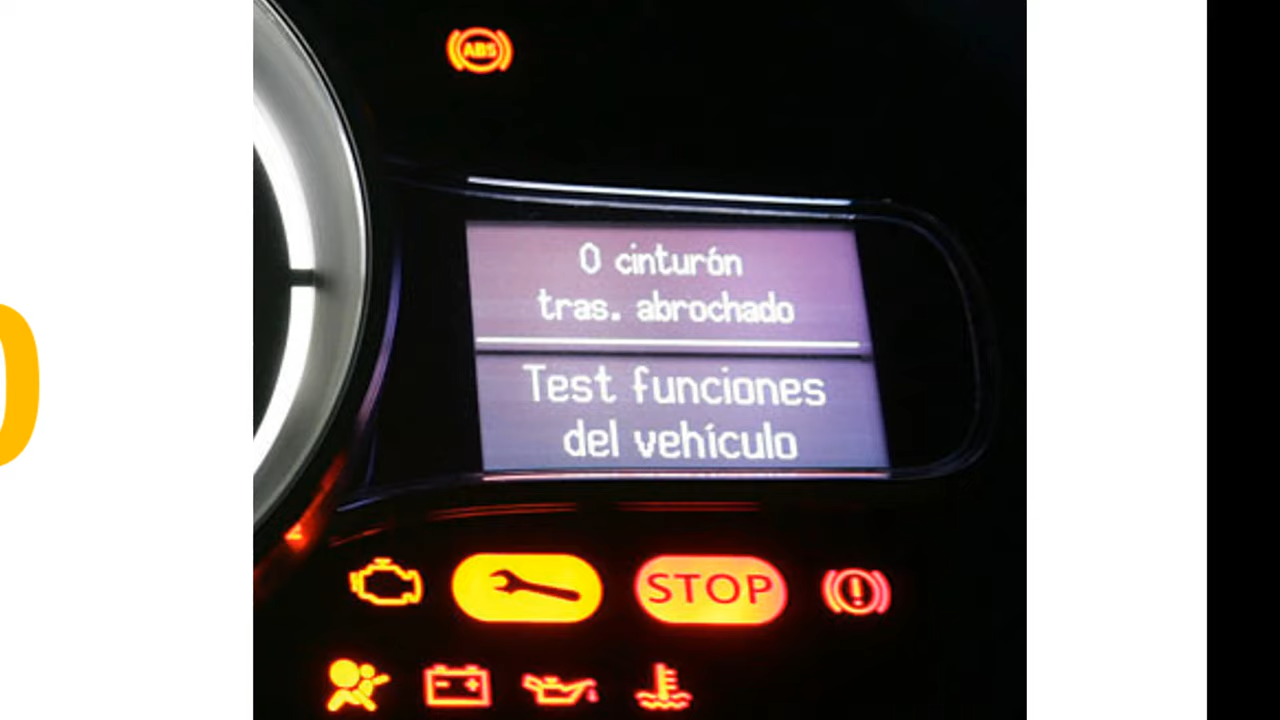 ABS
0 cinturón
tras. abrochado
Test funciones
del vehículo
STOP